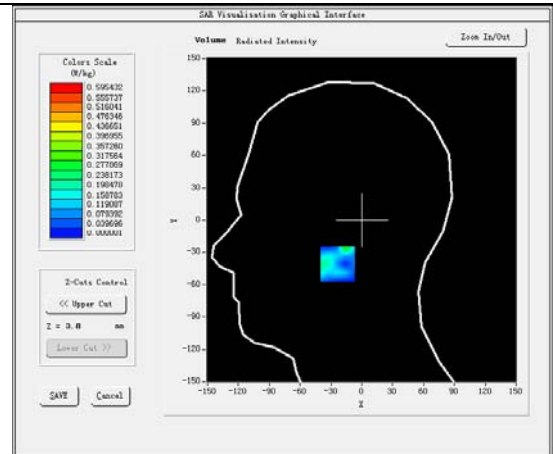 SAR Visualisation Graphical Interface
Volume Radiated Intensity
Zoom In/Out
Colors Scale
(W/kg)
0.595432
0.555737
0.516041
0.476346
0.436651
0.396955
0.357260
0.317564
0.277869
0.238173
0.198478
0.158783
0.119087
0.079392
0.039696
0.000001
Z-Cuts Control
<< Upper Cut
Z = 3.8 mm
Lower Cut >>
SAVE Cancel
150
120
90
60
30
0
-30
-60
-90
-120
-150
Y
-150 -120 -90 -60 -30 0 30 60 90 120 150
X